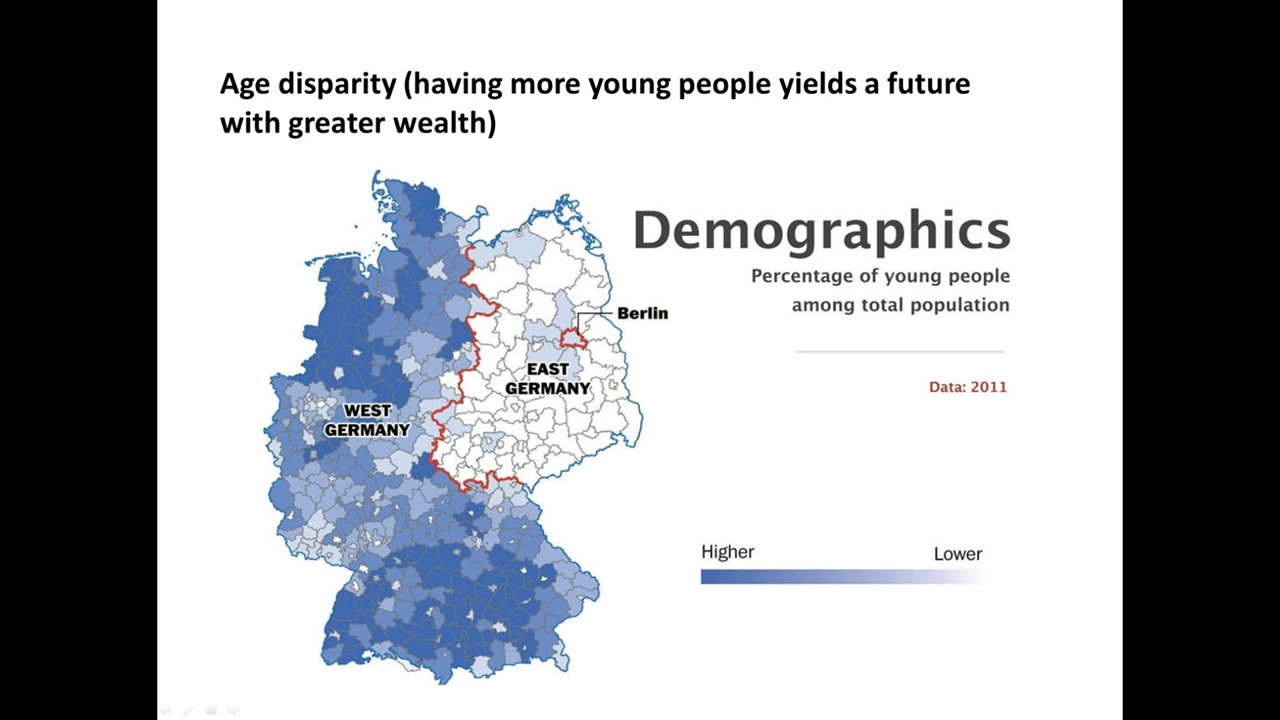 Age disparity (having more young people yields a future
with greater wealth)
Demographics
Percentage of young people
among total population
Berlin
Data: 2011
EAST
GERMANY
WEST
GERMANY
Higher
Lower